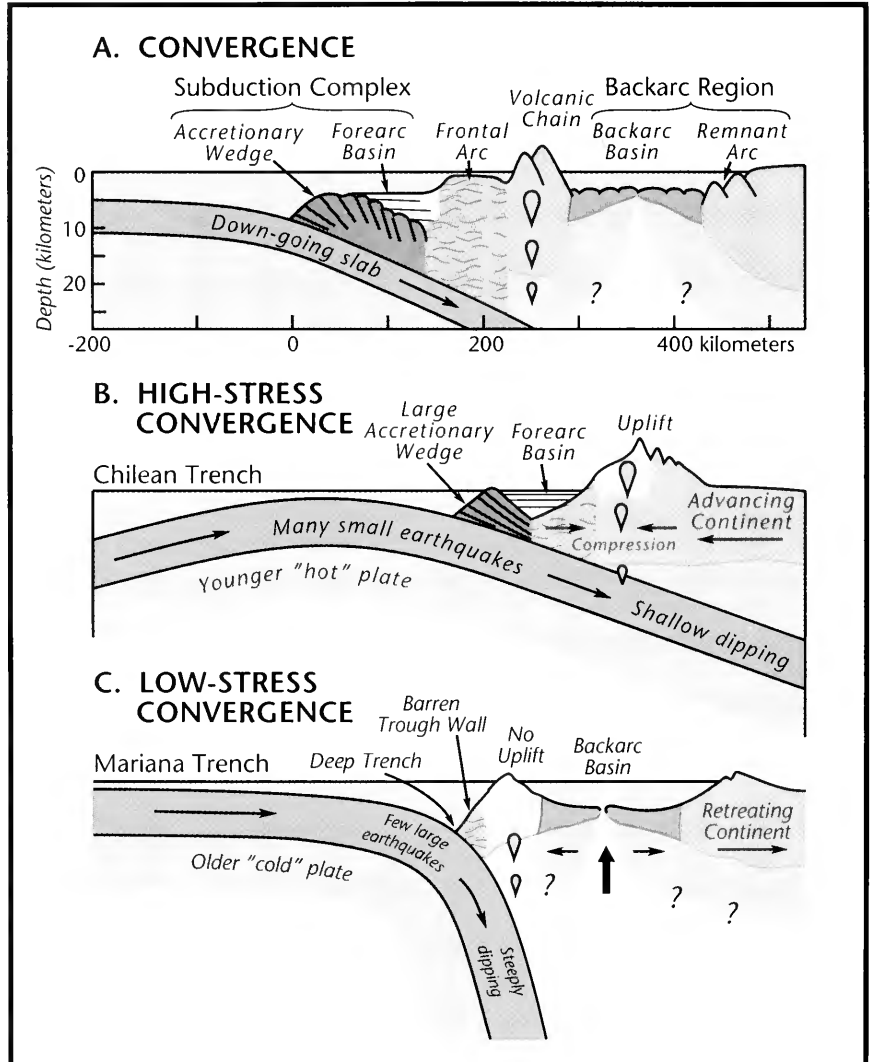 A. CONVERGENCE
Subduction Complex
Volcanic
Chain
Backarc Region
Accretionary
Wedge
Forearc
Basin
Frontal
Arc
Backarc
Basin
Remnant
Arc
Depth (kilometers)
0
10
20
Down-going slab
? ?
-200 0 200 400 kilometers
B. HIGH-STRESS
CONVERGENCE
Large
Accretionary
Wedge
Forearc
Basin
Uplift
Chilean Trench
Many small earthquakes
Younger "hot" plate
Compression
Advancing
Continent
Shallow dipping
C. LOW-STRESS
CONVERGENCE
Barren
Trough Wall
No
Uplift
Backarc
Basin
Mariana Trench
Deep Trench
Few large
earthquakes
Older "cold" plate
Retreating
Continent
? ? ?
Steeply
dipping